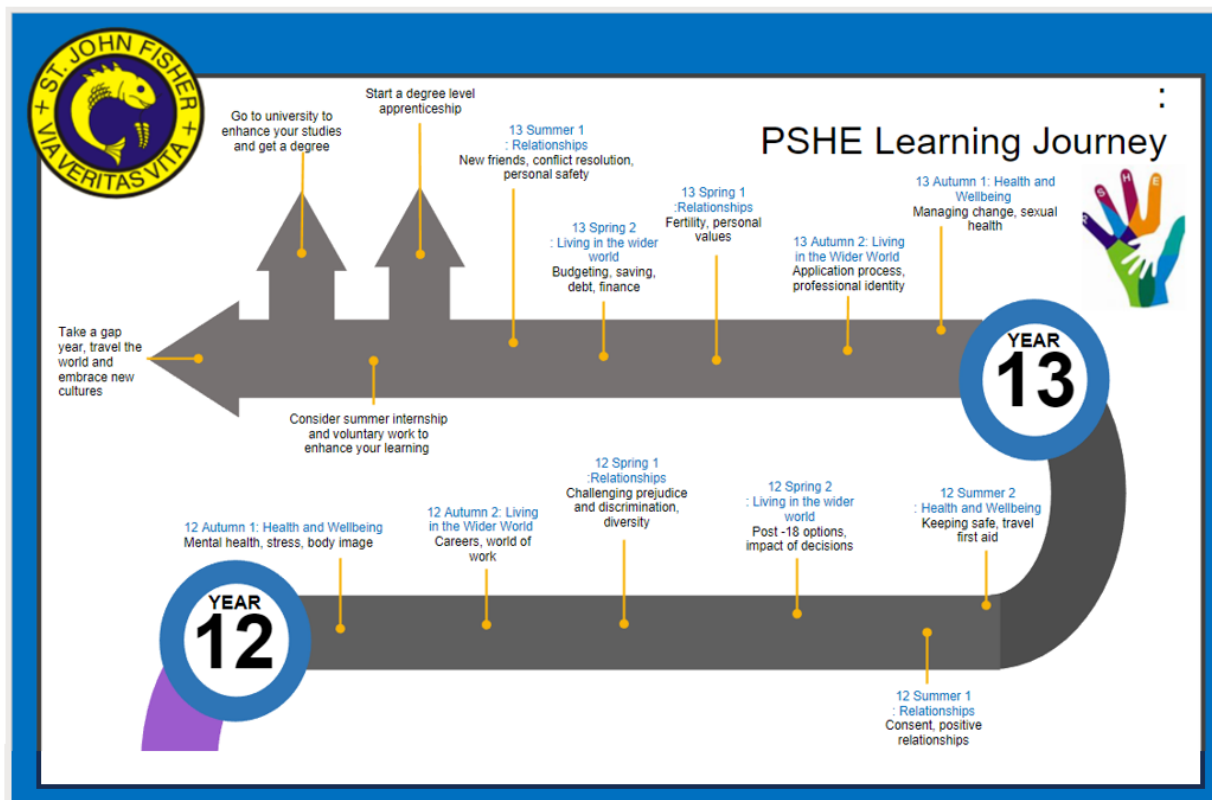 ST. JOHN FISHER
VIA VERITAS VITA
:
PSHE Learning Journey
S H E
Go to university to
enhance your studies
and get a degree
Start a degree level
apprenticeship
13 Summer 1
: Relationships
New friends, conflict resolution,
personal safety
13 Spring 2
: Living in the wider
world
Budgeting, saving,
debt, finance
13 Spring 1
:Relationships
Fertility, personal
values
13 Autumn 2: Living
in the Wider World
Application process,
professional identity
13 Autumn 1: Health and
Wellbeing
Managing change, sexual
health
Take a gap
year, travel the
world and
embrace new
cultures
Consider summer internship
and voluntary work to
enhance your learning
YEAR
13
12 Autumn 1: Health and Wellbeing
Mental health, stress, body image
12 Autumn 2: Living
in the Wider World
Careers, world of
work
12 Spring 1
:Relationships
Challenging prejudice
and discrimination,
diversity
12 Spring 2
: Living in the wider
world
Post -18 options,
impact of decisions
12 Summer 2
: Health and Wellbeing
Keeping safe, travel
first aid
YEAR
12
12 Summer 1
: Relationships
Consent, positive
relationships